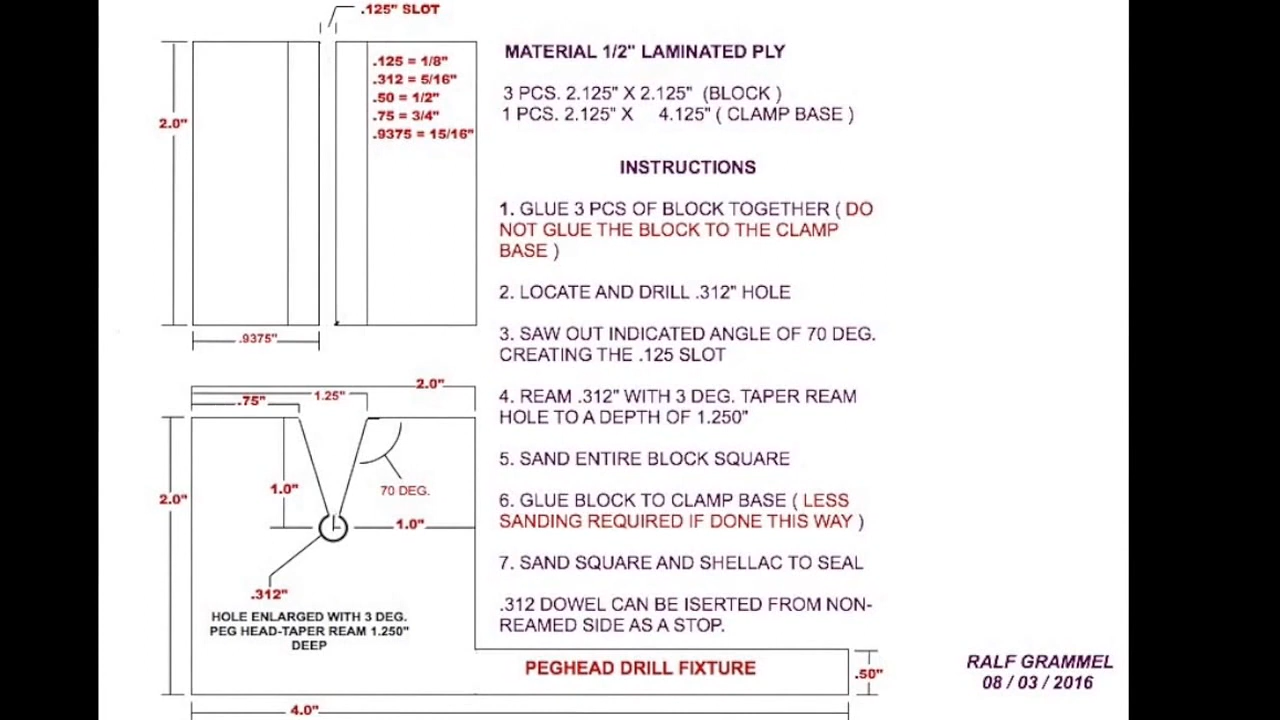 .125" SLOT
2.0"
.125 = 1/8"
.312 = 5/16"
.50 = 1/2"
.75 = 3/4"
.9375 = 15/16"
.9375"
2.0"
1.25"
.75"
2.0"
1.0"
70 DEG.
1.0"
.312"
HOLE ENLARGED WITH 3 DEG.
PEG HEAD-TAPER REAM 1.250"
DEEP
4.0"
.50"
PEGHEAD DRILL FIXTURE
MATERIAL 1/2" LAMINATED PLY
3 PCS. 2.125" X 2.125" (BLOCK )
1 PCS. 2.125" X 4.125" ( CLAMP BASE )
INSTRUCTIONS
1. GLUE 3 PCS OF BLOCK TOGETHER ( DO
NOT GLUE THE BLOCK TO THE CLAMP
BASE )
2. LOCATE AND DRILL .312" HOLE
3. SAW OUT INDICATED ANGLE OF 70 DEG.
CREATING THE .125 SLOT
4. REAM .312" WITH 3 DEG. TAPER REAM
HOLE TO A DEPTH OF 1.250"
5. SAND ENTIRE BLOCK SQUARE
6. GLUE BLOCK TO CLAMP BASE ( LESS
SANDING REQUIRED IF DONE THIS WAY )
7. SAND SQUARE AND SHELLAC TO SEAL
.312 DOWEL CAN BE ISERTED FROM NON-
REAMED SIDE AS A STOP.
RALF GRAMMEL
08 / 03 / 2016